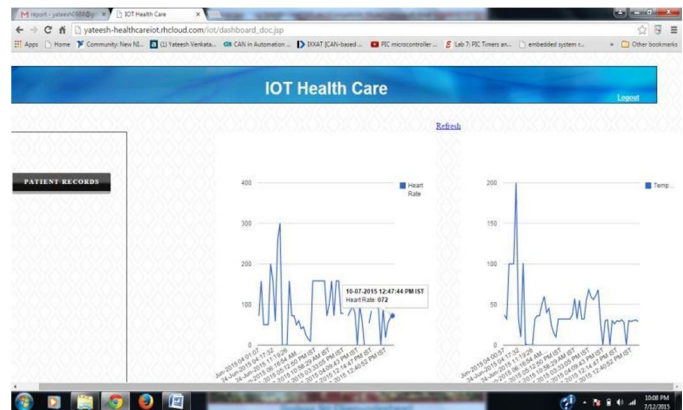 report - yateesh0988@gr
IOT Health Care
yateesh-healthcareiot.rhcloud.com/iot/dashboard_doc.jsp
Apps Home Community: New NI... (1) Yateesh Venkata... CAN in Automation ... IXXAT [CAN-based ... PIC microcontroller ... Lab 7: PIC Timers an... embedded system n... » Other bookmarks
IOT Health Care
Logout
Refresh
PATIENT RECORDS
400
300
200
100
0
Heart
Rate
10-07-2015 12:47:44 PM IST
Heart Rate: 072
200
150
100
50
0
Temp...
10:08 PM
7/12/2015